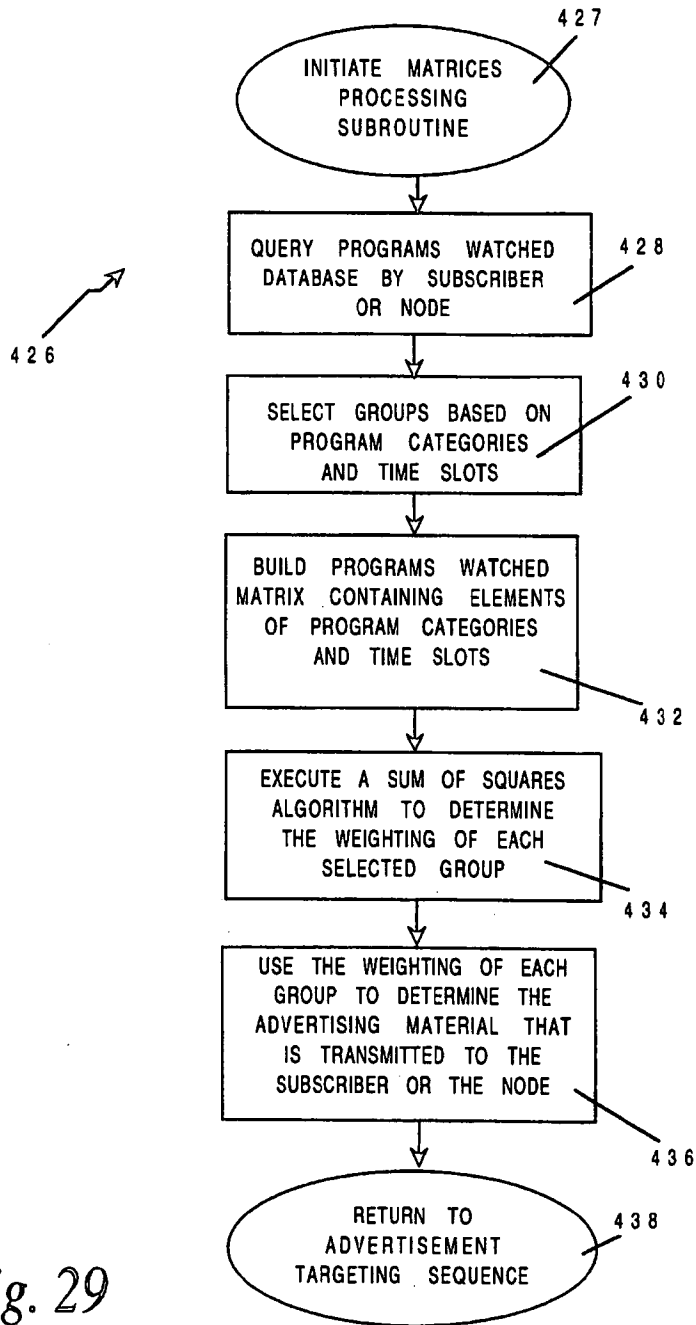 427
INITIATE MATRICES
PROCESSING
SUBROUTINE
QUERY PROGRAMS WATCHED
DATABASE BY SUBSCRIBER
OR NODE
428
426
430
SELECT GROUPS BASED ON
PROGRAM CATEGORIES
AND TIME SLOTS
BUILD PROGRAMS WATCHED
MATRIX CONTAINING ELEMENTS
OF PROGRAM CATEGORIES
AND TIME SLOTS
432
EXECUTE A SUM OF SQUARES
ALGORITHM TO DETERMINE
THE WEIGHTING OF EACH
SELECTED GROUP
434
USE THE WEIGHTING OF EACH
GROUP TO DETERMINE THE
ADVERTISING MATERIAL THAT
IS TRANSMITTED TO THE
SUBSCRIBER OR THE NODE
436
RETURN TO
ADVERTISEMENT
TARGETING SEQUENCE
438
g. 29